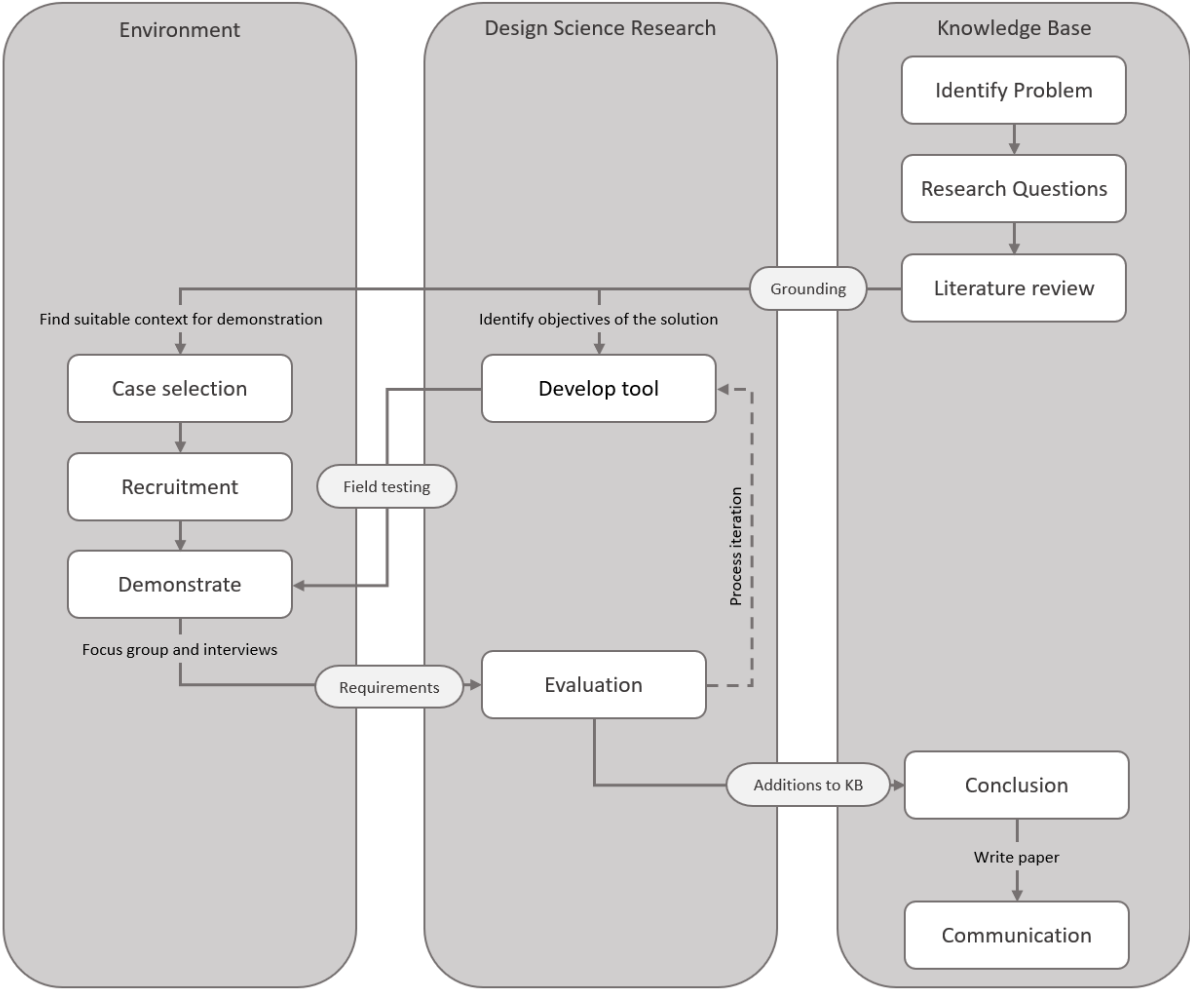 Environment
Design Science Research
Knowledge Base
Identify Problem
Research Questions
Literature review
Grounding
Find suitable context for demonstration
Identify objectives of the solution
Case selection
Develop tool
Recruitment
Field testing
Process iteration
Demonstrate
Focus group and interviews
Requirements
Evaluation
Additions to KB
Conclusion
Write paper
Communication